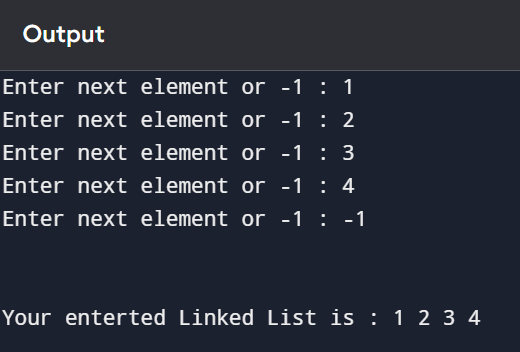 Output
Enter next element or -1 : 1
Enter next element or -1 : 2
Enter next element or -1 : 3
Enter next element or -1 : 4
Enter next element or -1 : -1
Your enterted Linked List is : 1 2 3 4